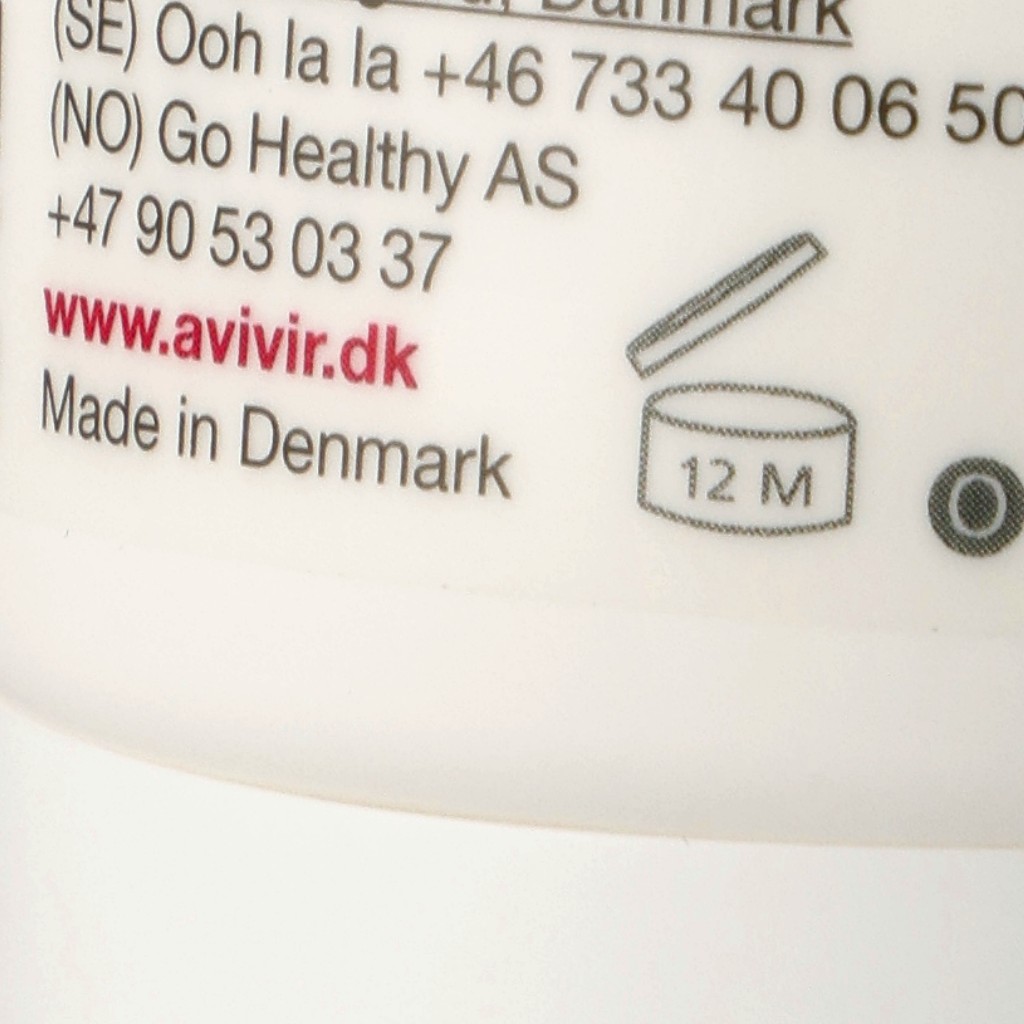 Danmark
(SE) Ooh la la +46 733 40 06 50
(NO) Go Healthy AS
+47 90 53 03 37
www.avivir.dk
Made in Denmark
12 M